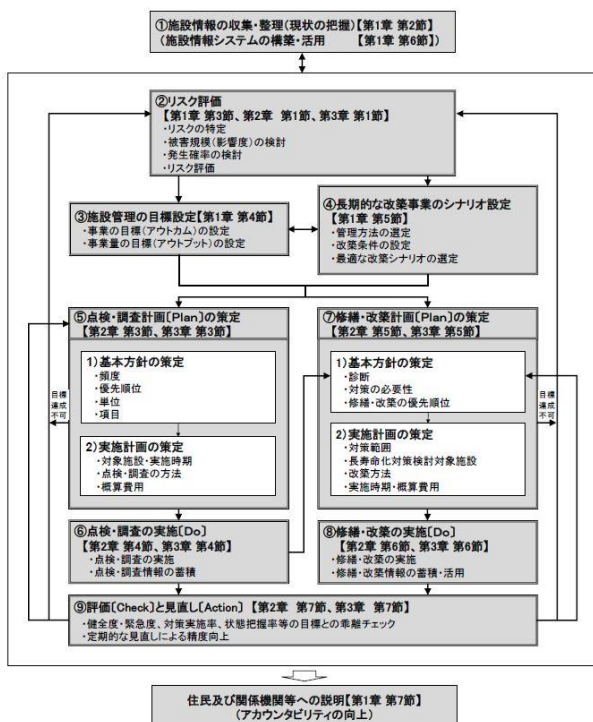 ①施設情報の収集・整理(現状の把握)【第1章 第2節】
(施設情報システムの構築・活用　【第1章 第6節】)
②リスク評価
【第1章 第3節、第2章 第1節、第3章 第1節】
・リスクの特定
・被害規模(影響度)の検討
・発生確率の検討
・リスク評価
③施設管理の目標設定【第1章 第4節】
・事業の目標(アウトカム)の設定
・事業量の目標(アウトプット)の設定
④長期的な改築事業のシナリオ設定
【第1章 第5節】
・管理方法の選定
・改築条件の設定
・最適な改築シナリオの選定
⑤点検・調査計画〔Plan〕の策定
【第2章 第3節、第3章 第3節】
1)基本方針の策定
・頻度
・優先順位
・単位
・項目
2)実施計画の策定
・対象施設・実施時期
・点検・調査の方法
・概算費用
目標
達成
不可
⑦修繕・改築計画〔Plan〕の策定
【第2章 第5節、第3章 第5節】
1)基本方針の策定
・診断
・対策の必要性
・修繕・改築の優先順位
2)実施計画の策定
・対策範囲
・長寿命化対策検討対象施設
・改築方法
・実施時期・概算費用
目標
達成
不可
⑥点検・調査の実施〔Do〕
【第2章 第4節、第3章 第4節】
・点検・調査の実施
・点検・調査情報の蓄積
⑧修繕・改築の実施〔Do〕
【第2章 第6節、第3章 第6節】
・修繕・改築の実施
・修繕・改築情報の蓄積・活用
⑨評価〔Check〕と見直し〔Action〕【第2章 第7節、第3章 第7節】
・健全度・緊急度、対策実施率、状態把握率等の目標との乖離チェック
・定期的な見直しによる精度向上
住民及び関係機関等への説明【第1章 第7節】
(アカウンタビリティの向上)